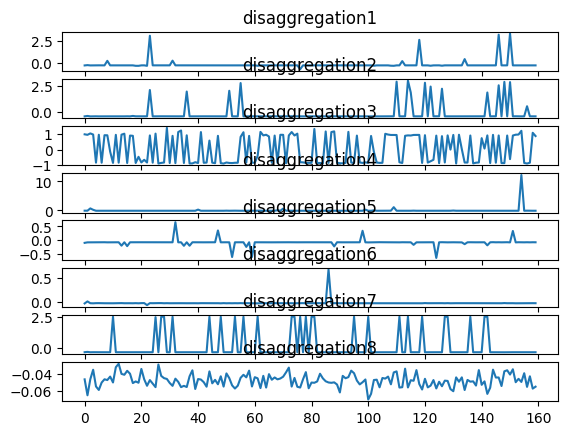 disaggregation1
2.5
0.0
disaggregation2
2.5
0.0
disaggregation3
1
0
−1
disaggregation4
10
0
disaggregation5
0.5
0.0
−0.5
disaggregation6
0.5
0.0
disaggregation7
2.5
0.0
disaggregation8
−0.04
−0.06
0 20 40 60 80 100 120 140 160